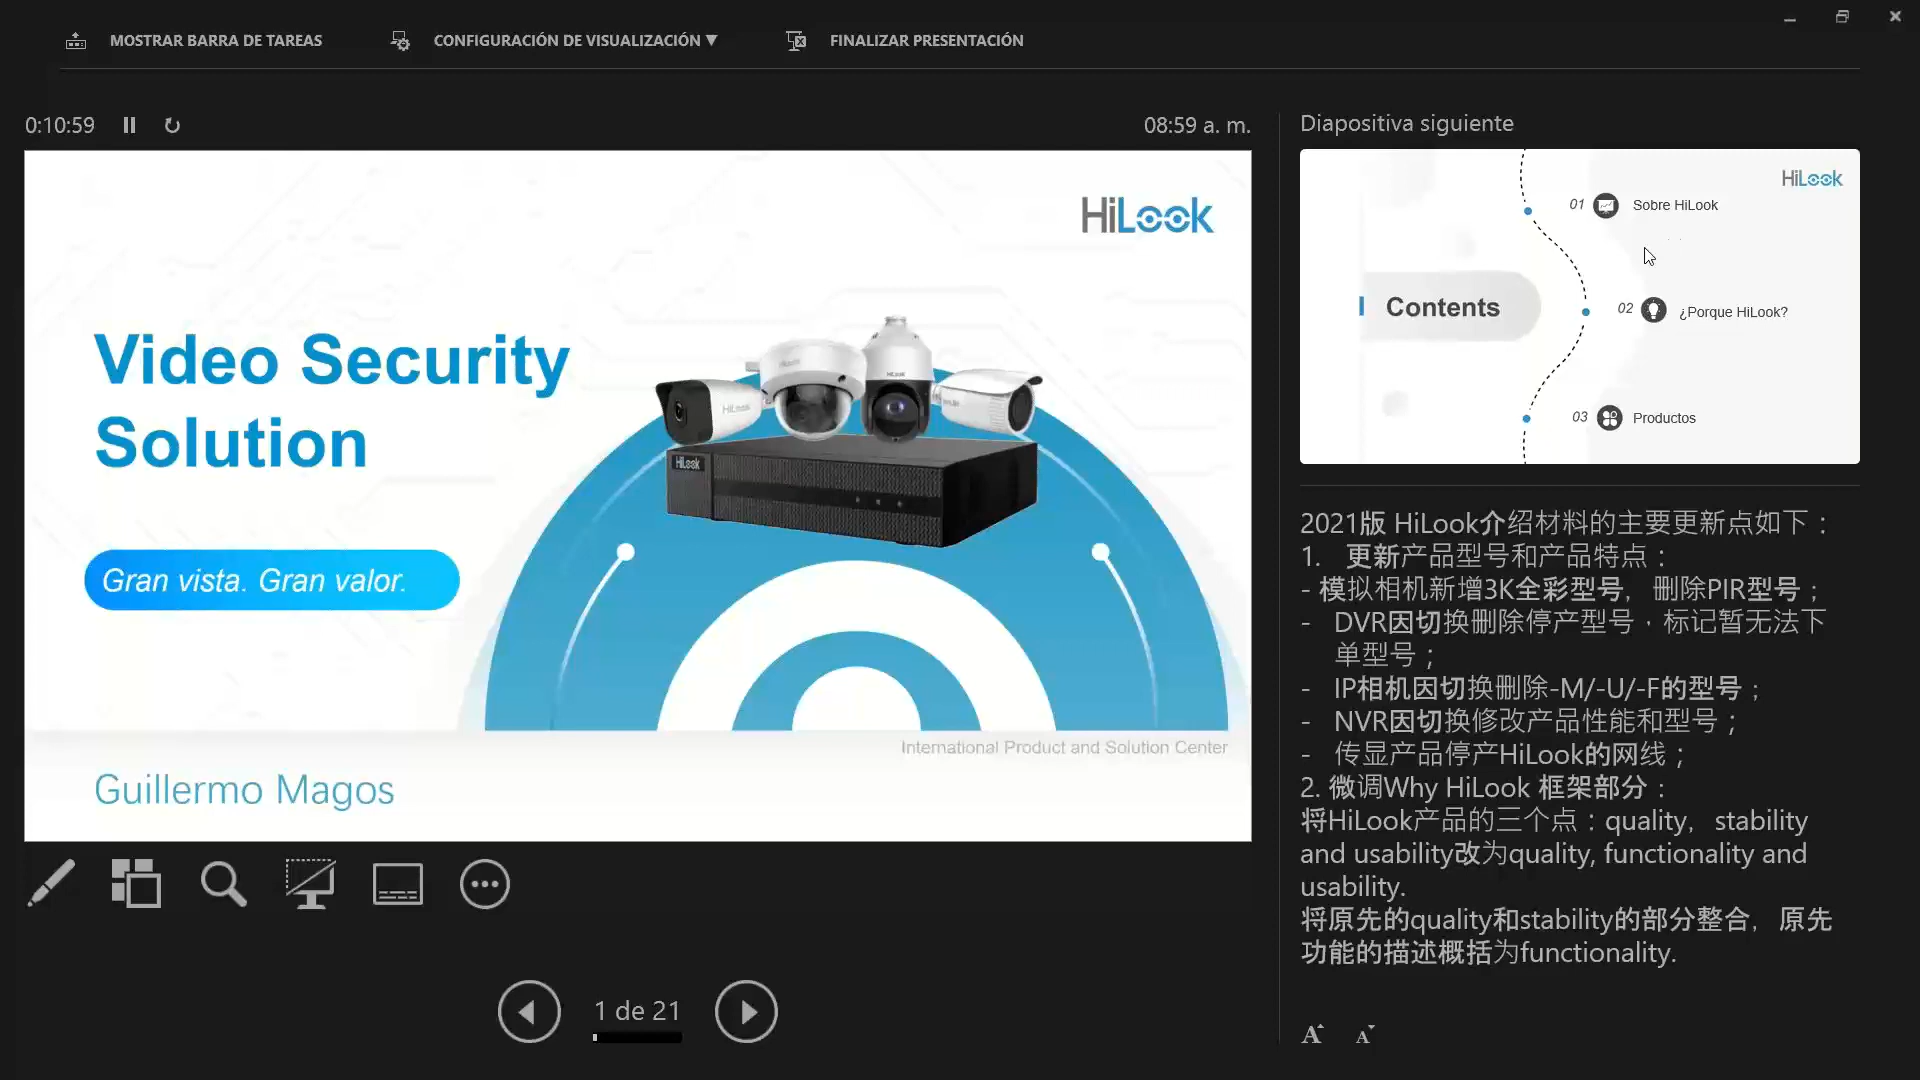 MOSTRAR BARRA DE TAREAS
CONFIGURACIÓN DE VISUALIZACIÓN ▼
FINALIZAR PRESENTACIÓN
0:10:59
08:59 a. m.
HiLook
Video Security
Solution
HiLook
Gran vista. Gran valor.
International Product and Solution Center
Guillermo Magos
1 de 21
Diapositiva siguiente
HiLook
01 Sobre HiLook
Contents
02 ¿Porque HiLook?
03 Productos
2021版 HiLook介绍材料的主要更新点如下：
1. 更新产品型号和产品特点：
- 模拟相机新增3K全彩型号，删除PIR型号；
- DVR因切换删除停产型号，标记暂无法下
单型号；
- IP相机因切换删除-M/-U/-F的型号；
- NVR因切换修改产品性能和型号；
- 传显产品停产HiLook的网线；
2. 微调Why HiLook 框架部分：
将HiLook产品的三个点：quality，stability
and usability改为quality, functionality and
usability.
将原先的quality和stability的部分整合，原先
功能的描述概括为functionality.
A A